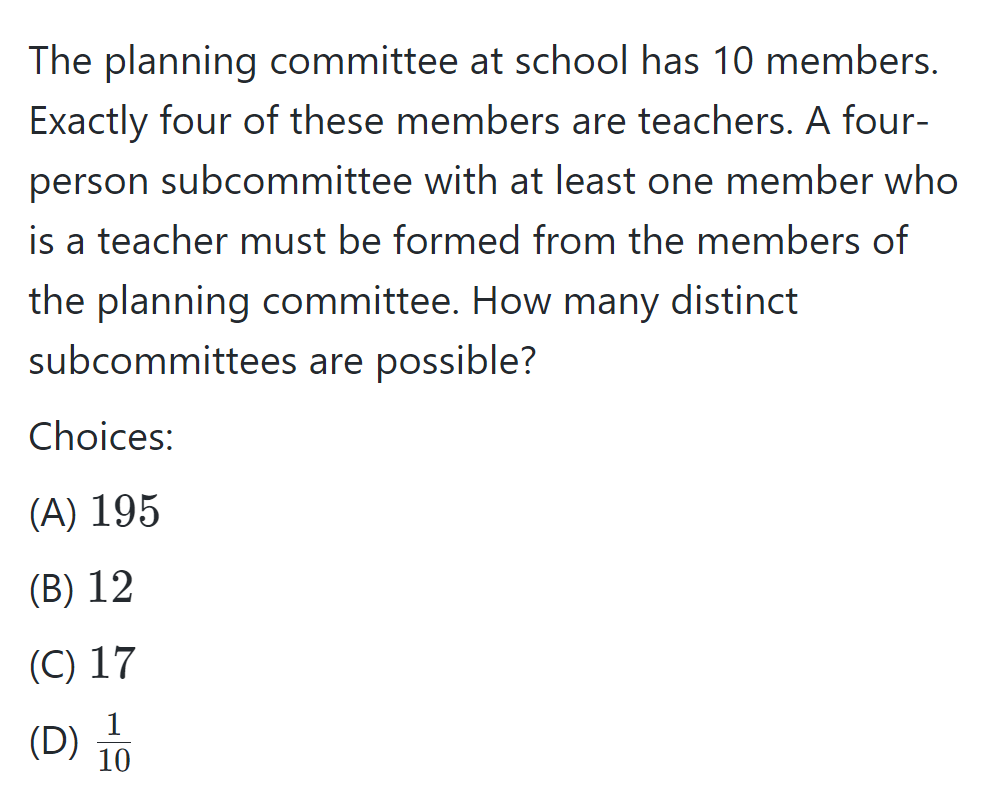 The planning committee at school has 10 members.
Exactly four of these members are teachers. A four-
person subcommittee with at least one member who
is a teacher must be formed from the members of
the planning committee. How many distinct
subcommittees are possible?
Choices:
(A) 195
(B) 12
(C) 17
(D) 1/10